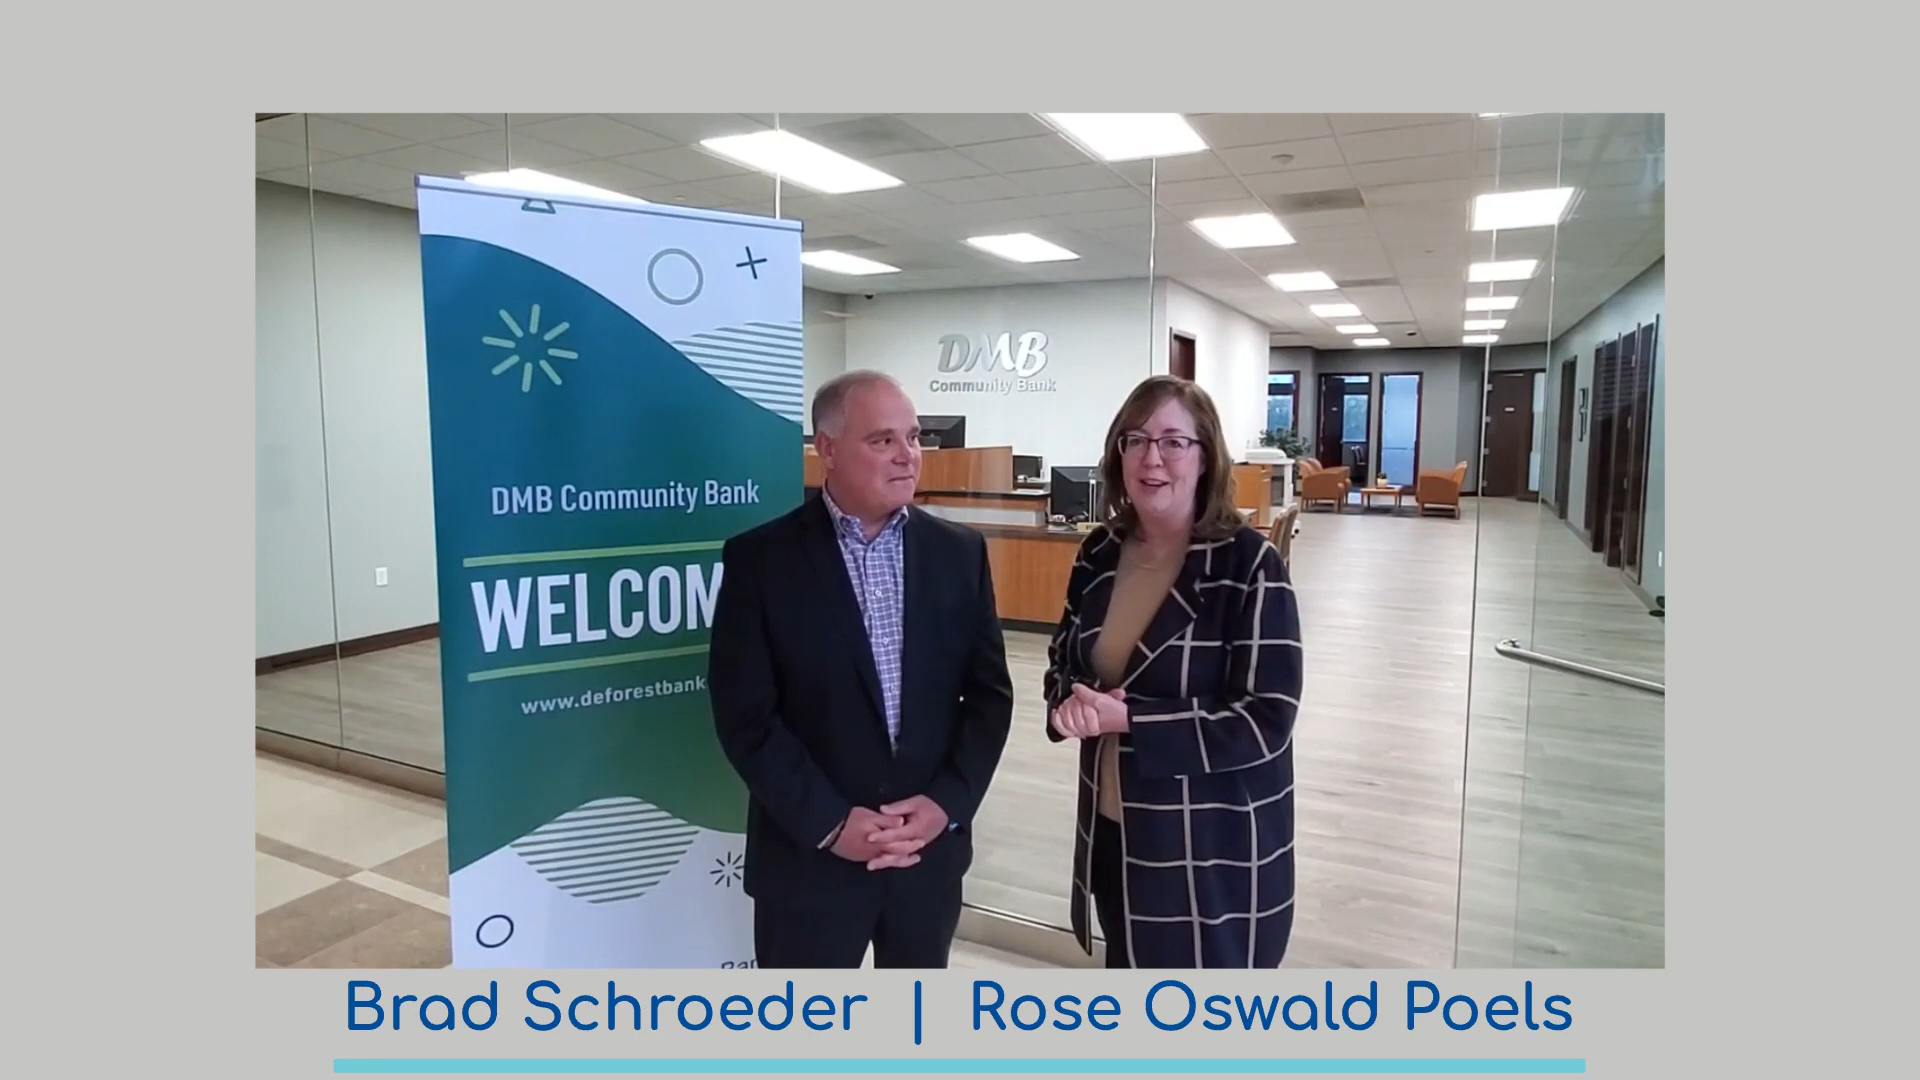 DMB
Community Bank
DMB Community Bank
WELCOM
www.deforestbank
Brad Schroeder | Rose Oswald Poels